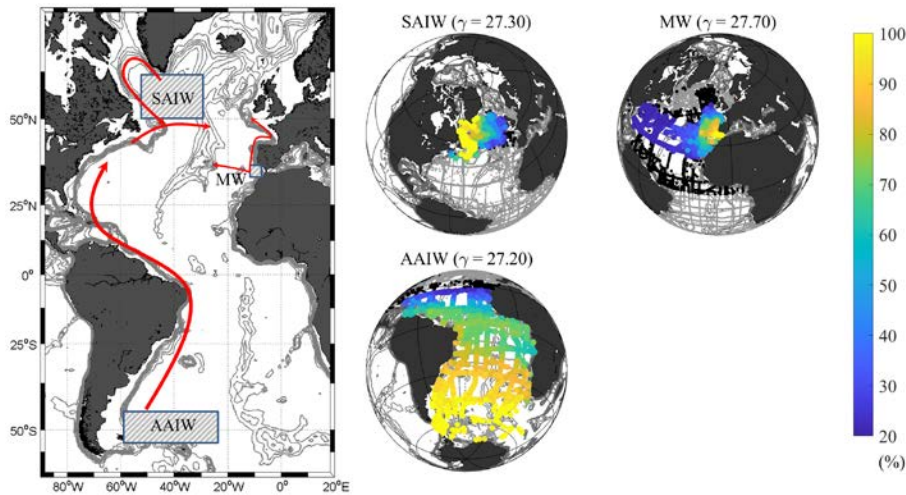 SAIW (γ = 27.30)
MW (γ = 27.70)
SAIW
MW
AAIW
50°N
25°N
0°
25°S
50°S
80°W
60°W
40°W
20°W
0°
20°E
AAIW (γ = 27.20)
100
90
80
70
60
50
40
30
20
(%)